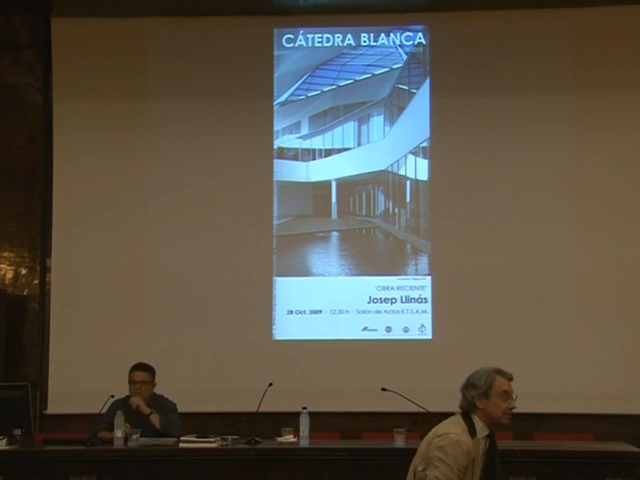 CÁTEDRA BLANCA
'OBRA RECIENTE'
Josep Llinás
28 Oct. 2009 - 12,30 h - Salón de Actos E.T.S.A.M.